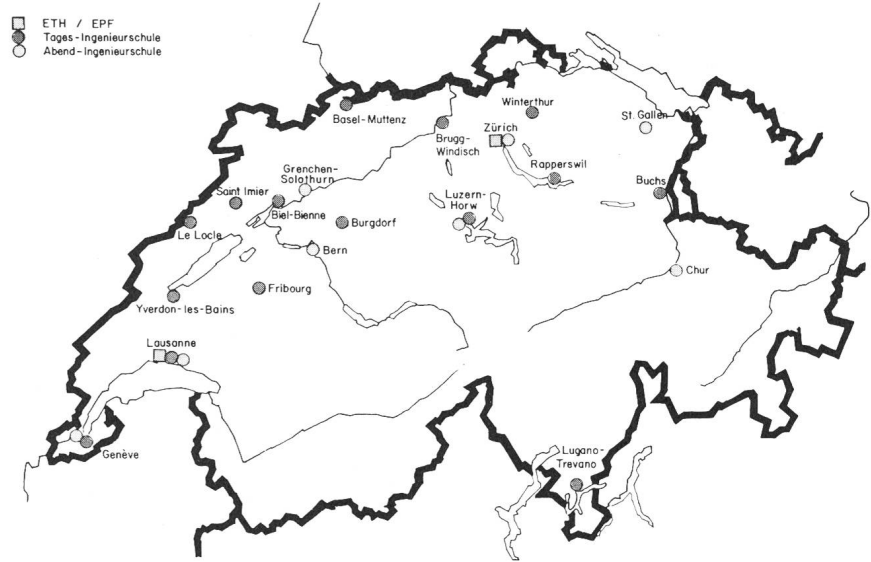 ETH / EPF
Tages-Ingenieurschule
Abend-Ingenieurschule
Basel-Muttenz
Winterthur
St. Gallen
Brugg-
Windisch
Zürich
Rapperswil
Buchs
Grenchen-
Solothurn
Saint Imier
Biel-Bienne
Burgdorf
Luzern-
Horw
Le Locle
Bern
Chur
Fribourg
Yverdon-les-Bains
Lausanne
Genève
Lugano-
Trevano